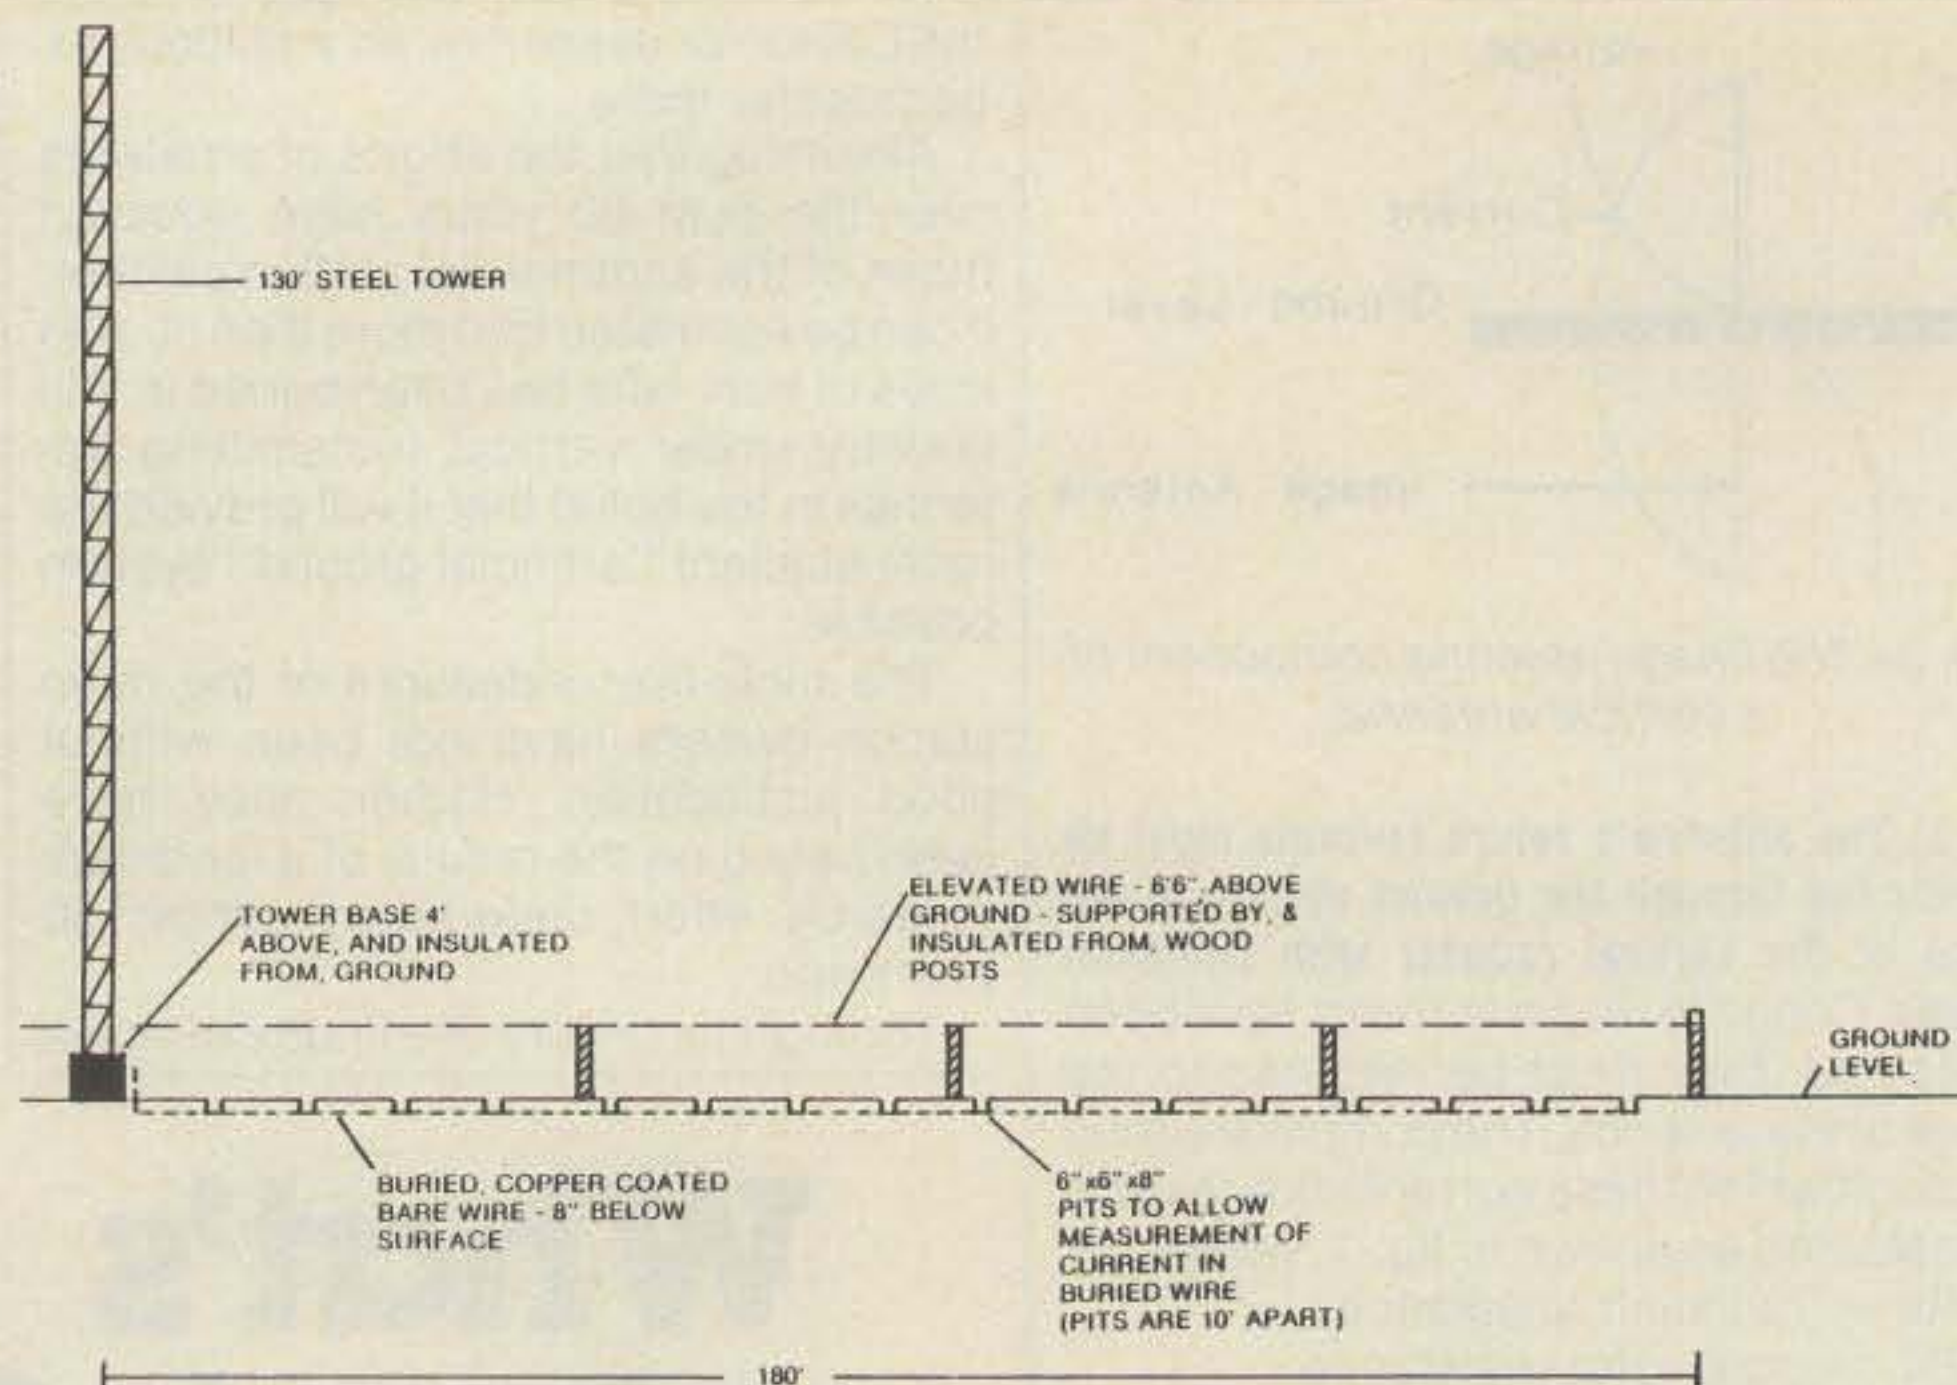 130' STEEL TOWER
TOWER BASE 4'
ABOVE, AND INSULATED
FROM, GROUND
ELEVATED WIRE - 6'6" ABOVE
GROUND - SUPPORTED BY, &
INSULATED FROM, WOOD
POSTS
GROUND
LEVEL
BURIED, COPPER COATED
BARE WIRE - 8" BELOW
SURFACE
6"x6"x8"
PITS TO ALLOW
MEASUREMENT OF
CURRENT IN
BURIED WIRE
(PITS ARE 10' APART)
180'